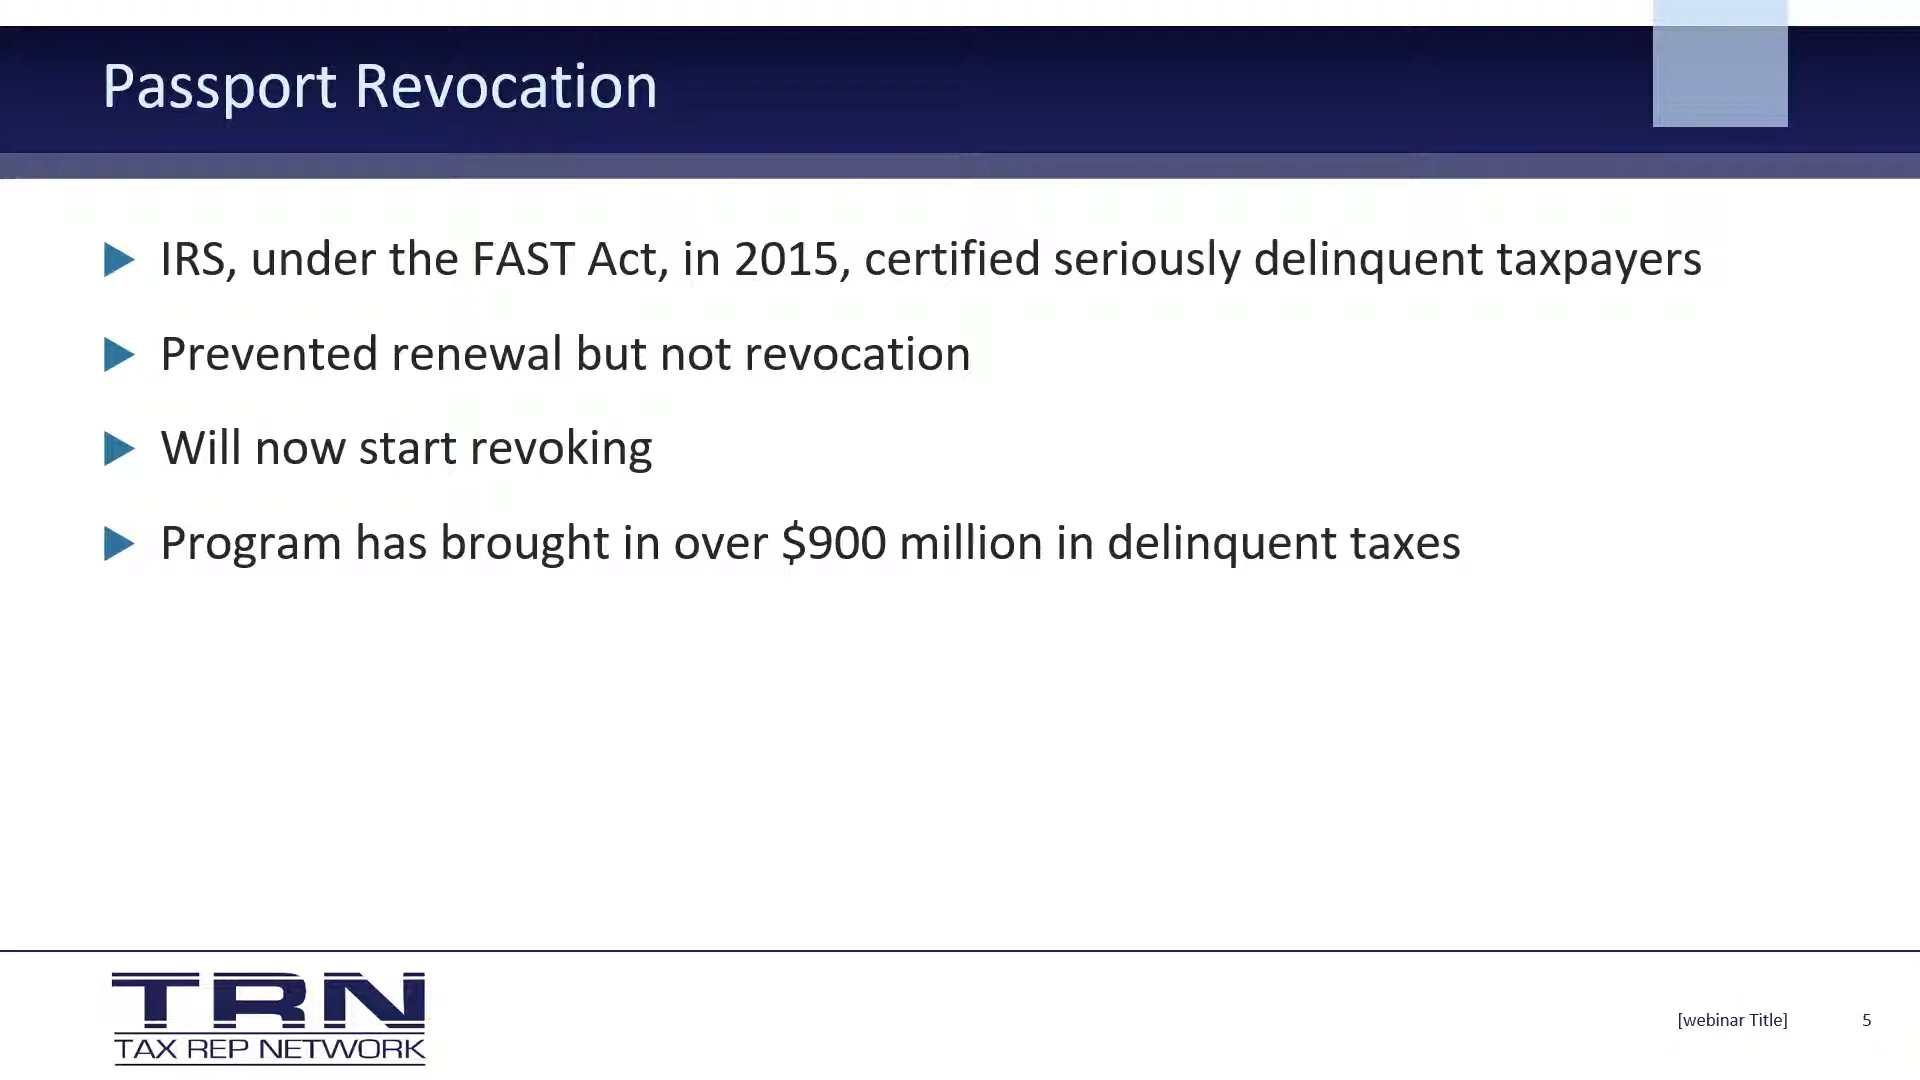 Passport Revocation
IRS, under the FAST Act, in 2015, certified seriously delinquent taxpayers
Prevented renewal but not revocation
Will now start revoking
Program has brought in over $900 million in delinquent taxes
TRN
TAX REP NETWORK
[webinar Title]
5